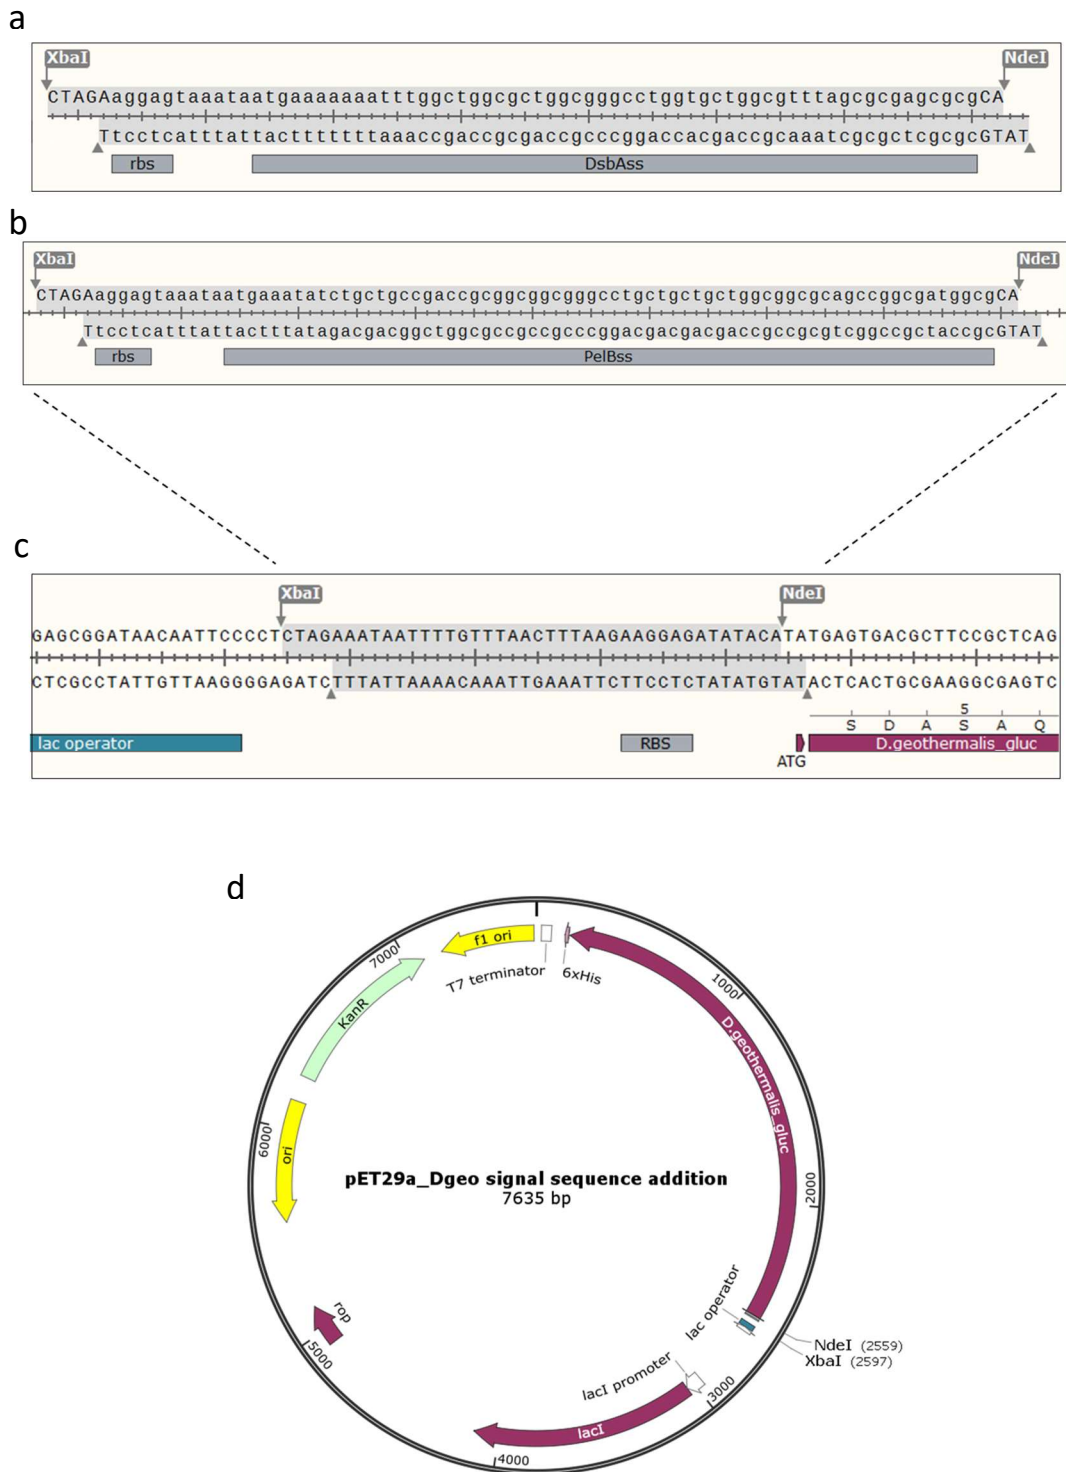 a
XbaI
NdeI
CTAGAaggagtaaataatgaaaaaaatttggctggcgctggcgggcctggtgctggcgtttagcgcgagcgcgCA
TtcctcatttattacttttttttaaaccgaccgcgaccgcccggaccacgaccgcaaatcgcgctcgcgcGTAT
rbs
DsbAss
b
XbaI
NdeI
CTAGAaggagtaaataatgaaatatctgctgccgaccgcggcggcgggcctgctgctgctggcggcgcagccggcgatggcgCA
TtcctcatttattactttatagacgacggctggcgccgccgcccggacgacgacgaccgccgcgtcggccgctaccgcGTAT
rbs
PelBss
c
XbaI
NdeI
GAGCGGATAACAATTCCCCTCTAGAAATAATTTTGTTTAACTTTAAGAAGGAGATATACATATGAGTGACGCTTCCGCTCAG
CTCGCCTATTGTTAAGGGGAGATCTTTATTAAAACAAATTGAAATTCTTCCTCTATATGTATACTCACTGCGAAGGCGAGTC
5
S D A S A Q
lac operator
RBS
ATG
D.geothermalis_gluc
d
f1 ori
T7 terminator
6xHis
7000
1000
KanR
D.geothermalis_gluc
6000
ori
pET29a_Dgeo signal sequence addition
7635 bp
2000
lac operator
rop
NdeI (2559)
XbaI (2597)
5000
lacI promoter
3000
lacI
4000